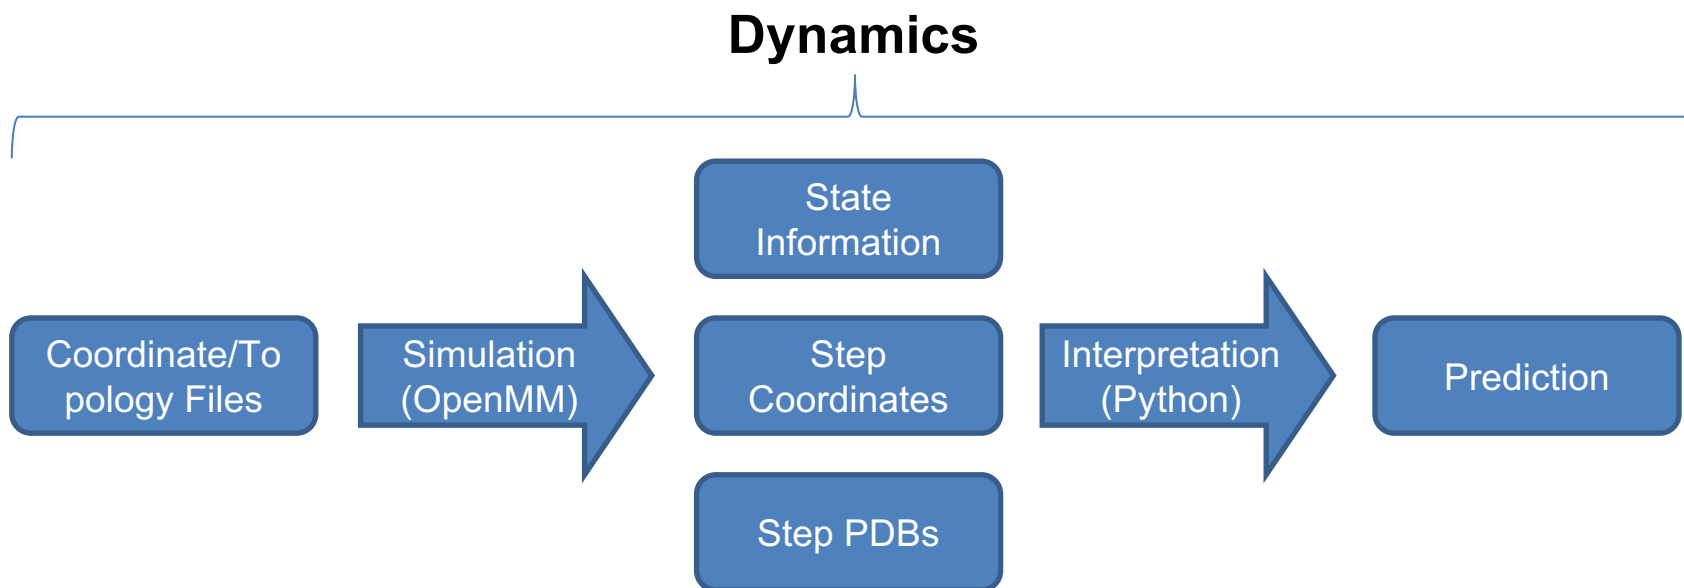 Dynamics
Coordinate/To
pology Files
Simulation
(OpenMM)
State
Information
Step
Coordinates
Step PDBs
Interpretation
(Python)
Prediction